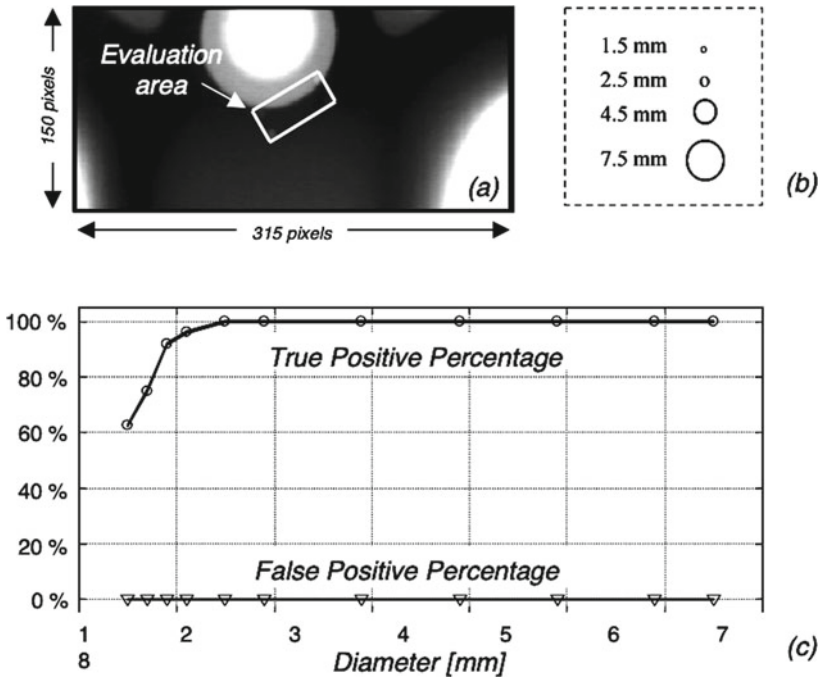 Evaluation
area
150 pixels
(a)
315 pixels
1.5 mm
2.5 mm
4.5 mm
7.5 mm
(b)
100 %
80 %
60 %
40 %
20 %
0 %
True Positive Percentage
False Positive Percentage
1 2 3 4 5 6 7
8
Diameter [mm]
(c)